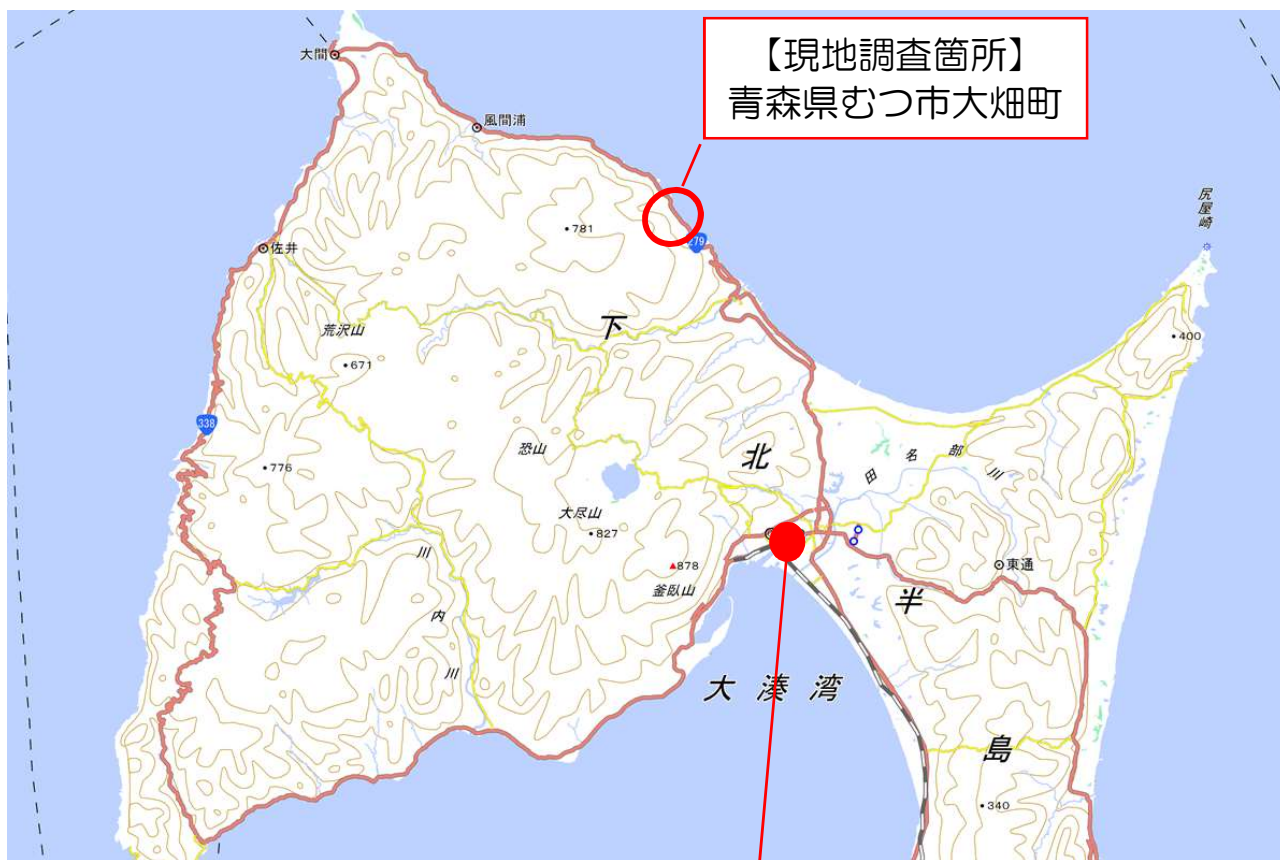 【現地調査箇所】
青森県むつ市大畑町
大間
風間浦
尻屋崎
・781
279
佐井
下
荒沢山
・671
・400
338
恐山
北
田名部川
・776
大尽山
・827
▲878
釜臥山
東通
川内川
半
大湊湾
島
・340